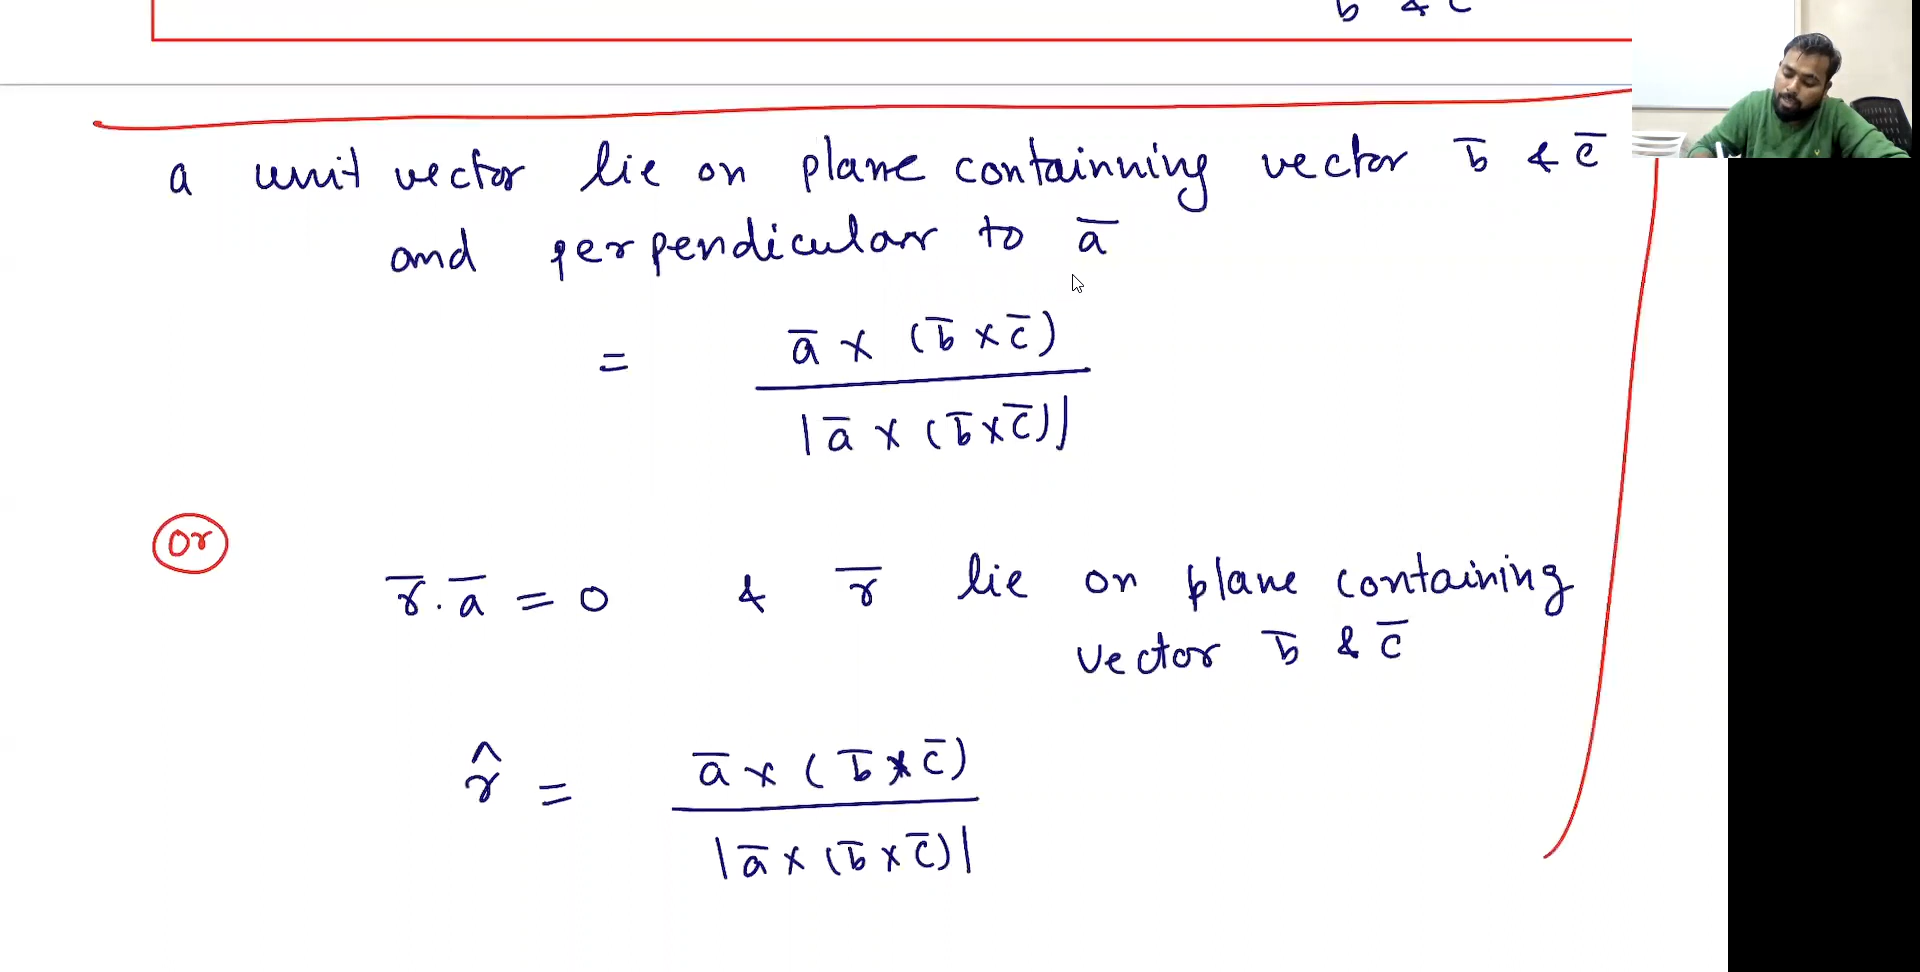 b̄ & c̄
a unit vector lie on plane containning vector b̄ & c̄
and perpendicular to ā
= ā × (b̄ × c̄)
|ā × (b̄ × c̄)|
Or
r̄ . ā = 0 & r̄ lie on plane containing
vector b̄ & c̄
r̂ = ā × (b̄ × c̄)
|ā × (b̄ × c̄)|